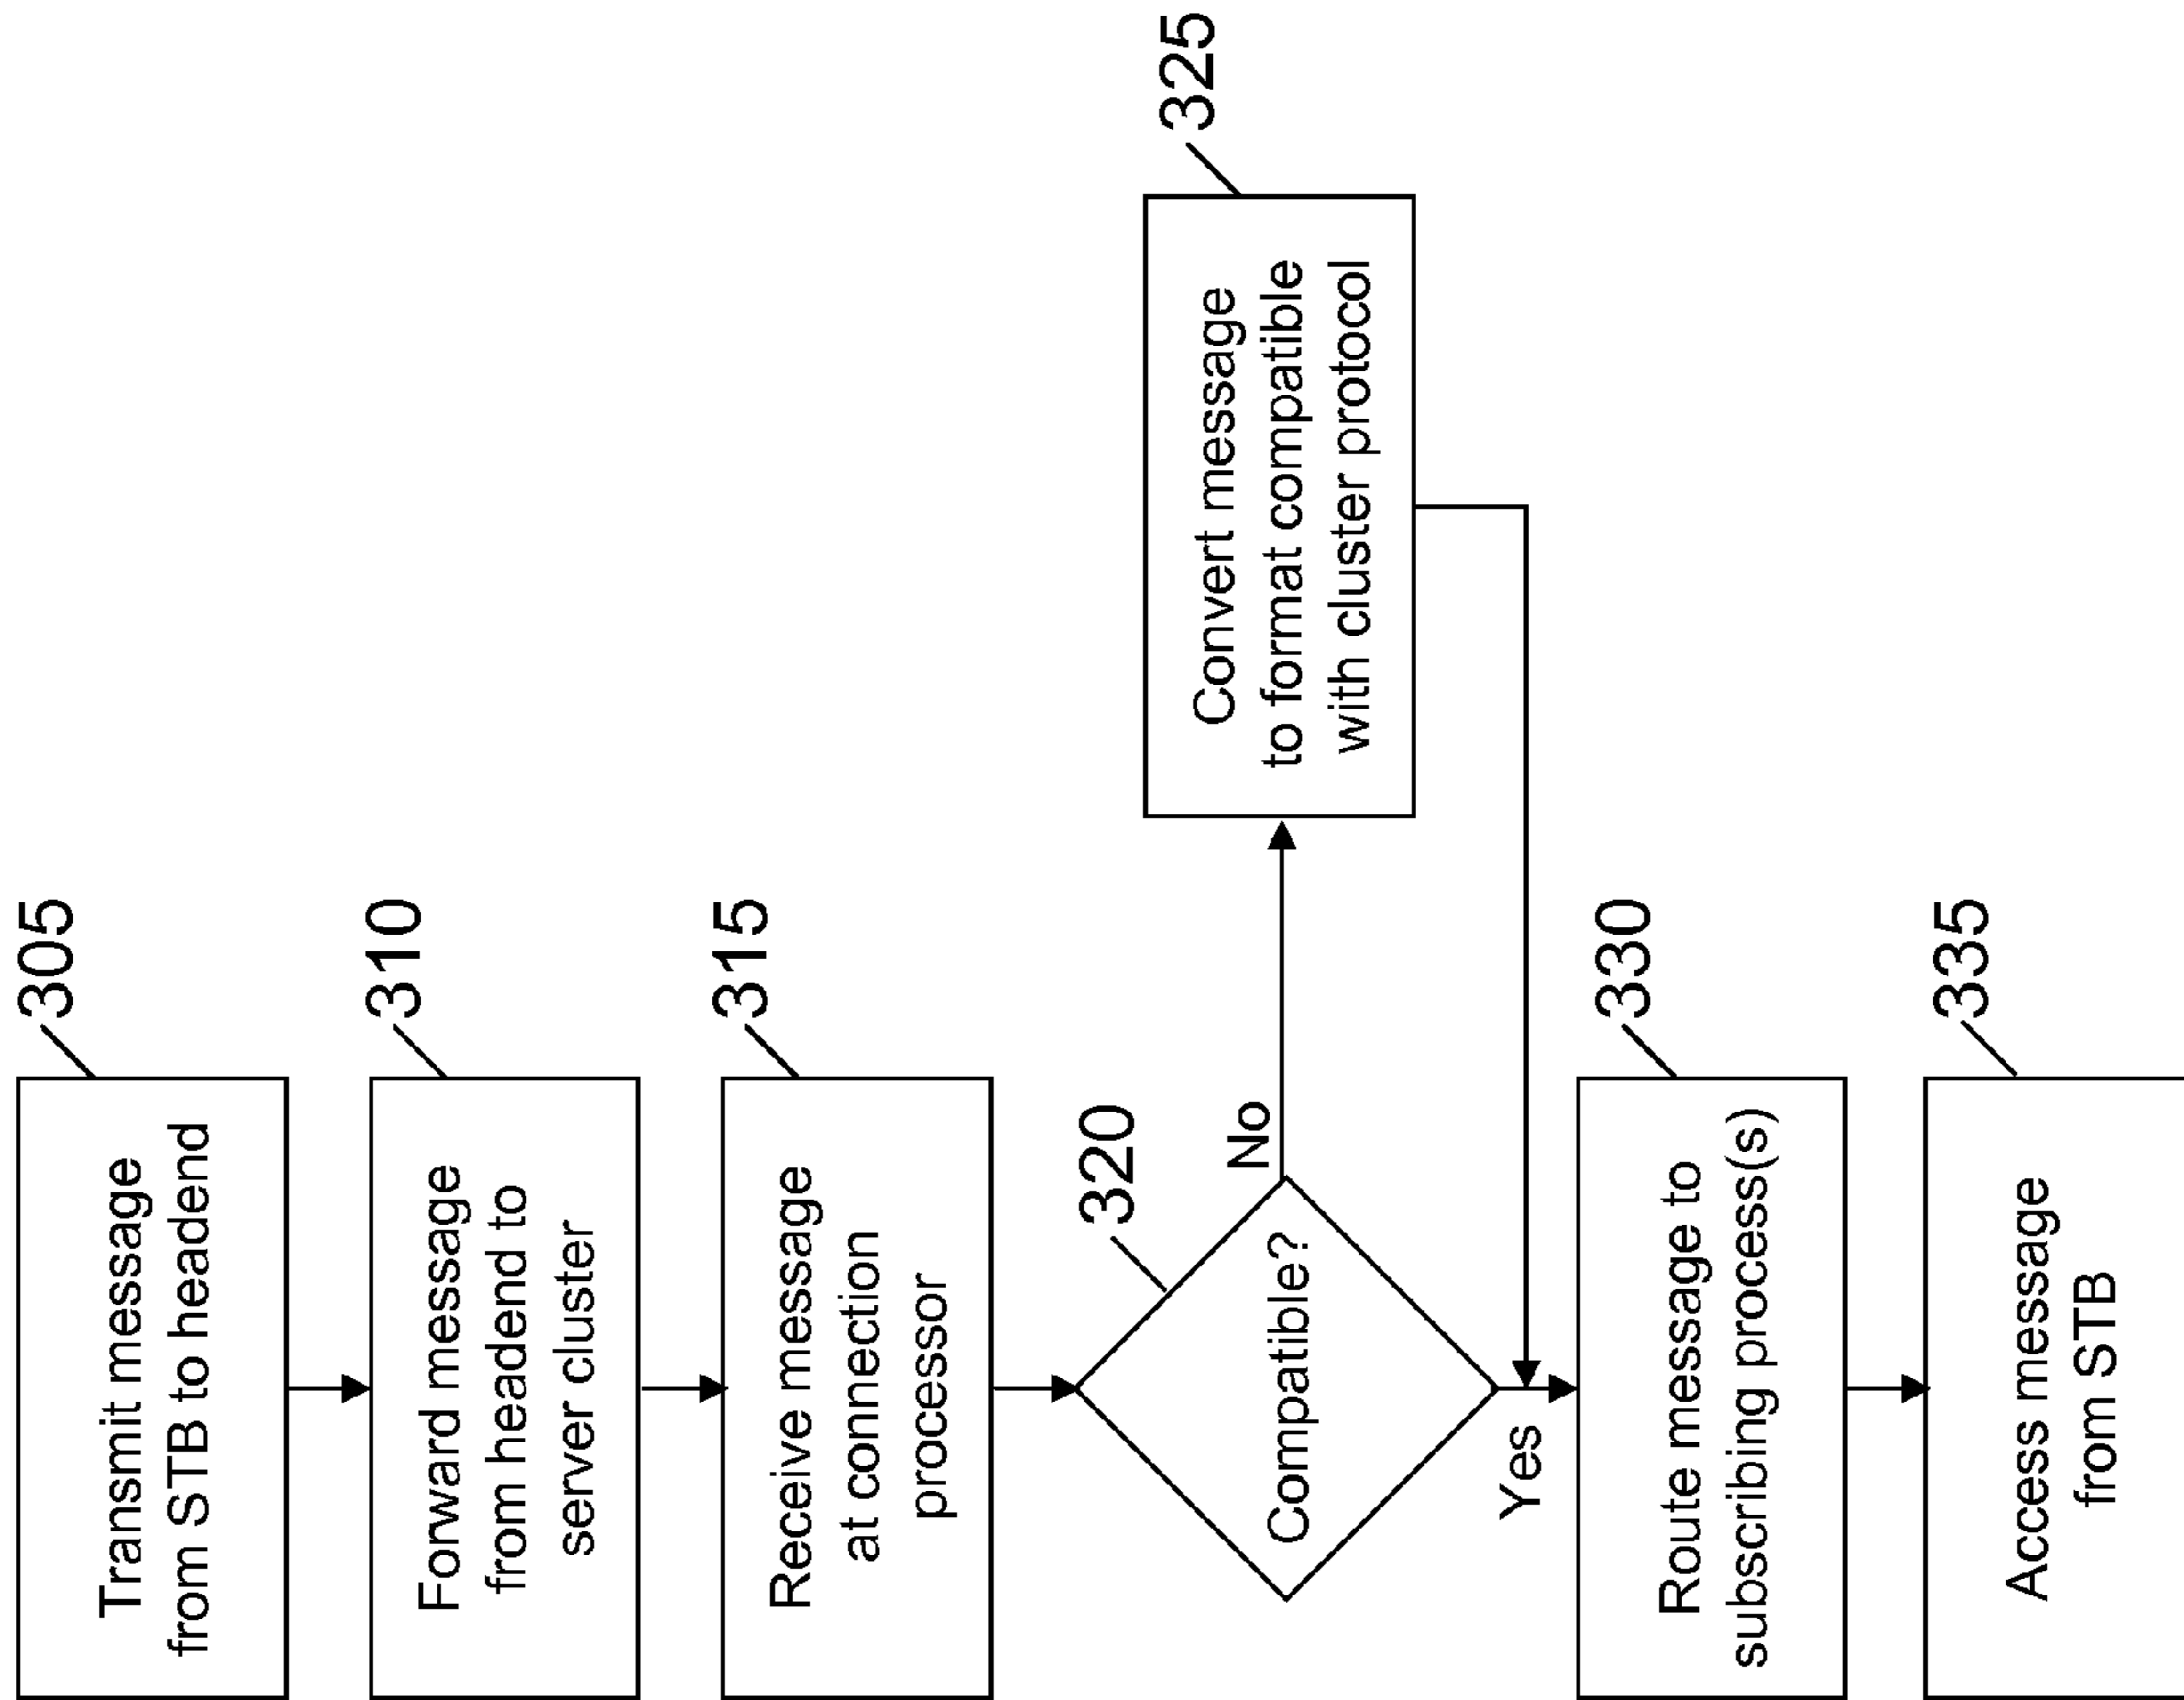 305
Transmit message
from STB to headend
310
Forward message
from headend to
server cluster
315
Receive message
at connection
processor
320
Compatible?
No
325
Convert message
to format compatible
with cluster protocol
Yes
330
Route message to
subscribing process(s)
335
Access message
from STB